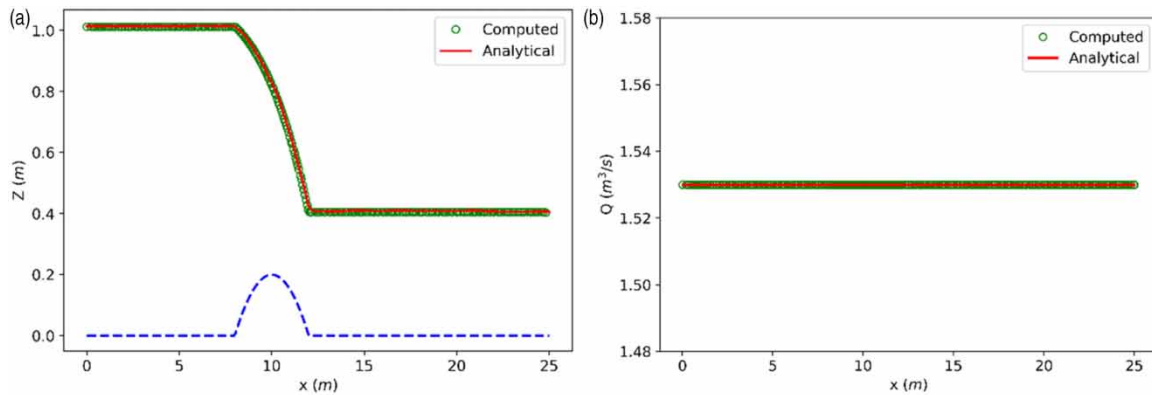 (a)
Z (m)
1.0
0.8
0.6
0.4
0.2
0.0
Computed
Analytical
0 5 10 15 20 25
x (m)
(b)
Q (m³/s)
1.58
1.56
1.54
1.52
1.50
1.48
Computed
Analytical
0 5 10 15 20 25
x (m)